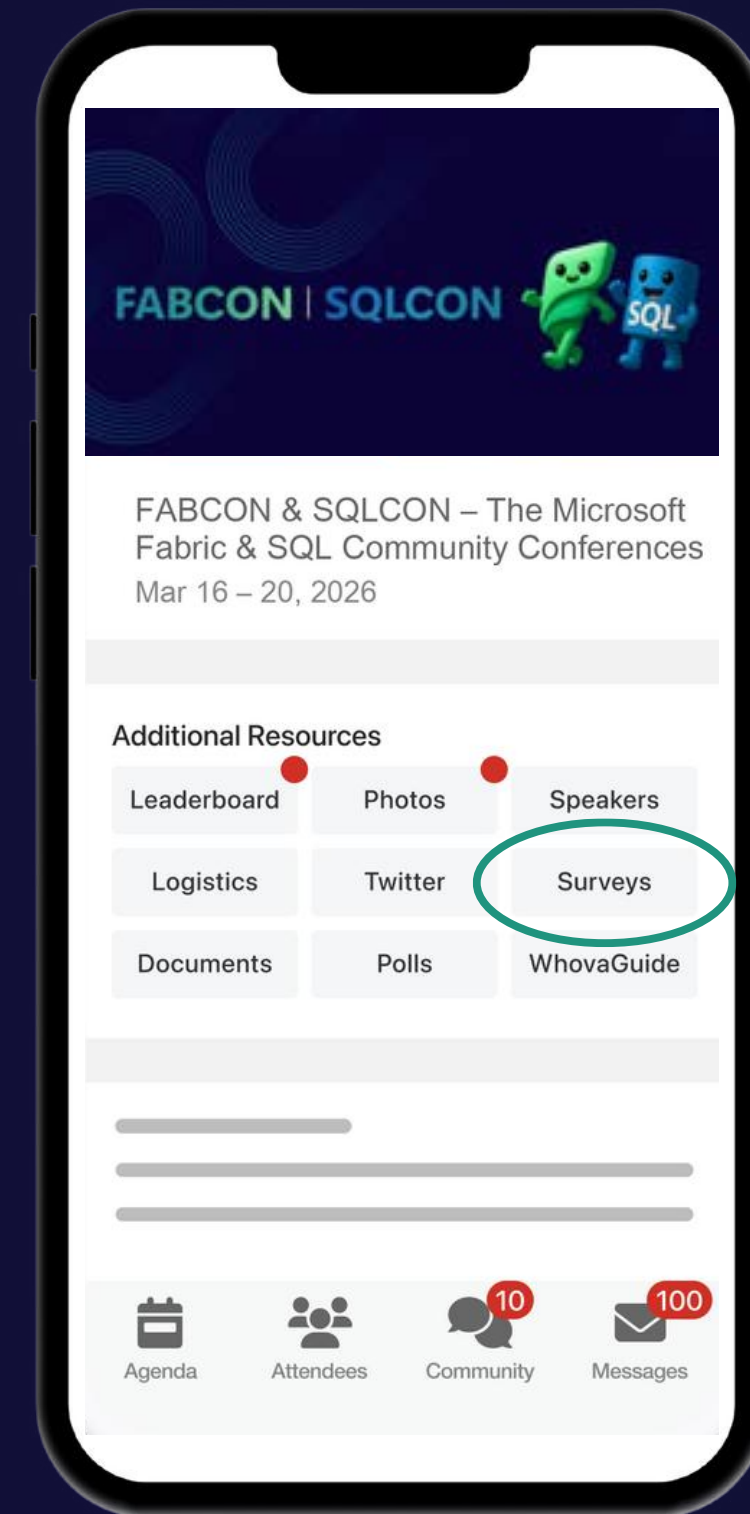 FABCON | SQLCON
SQL
FABCON & SQLCON – The Microsoft
Fabric & SQL Community Conferences
Mar 16 – 20, 2026
Additional Resources
Leaderboard Photos Speakers
Logistics Twitter Surveys
Documents Polls WhovaGuide
10 100
Agenda Attendees Community Messages